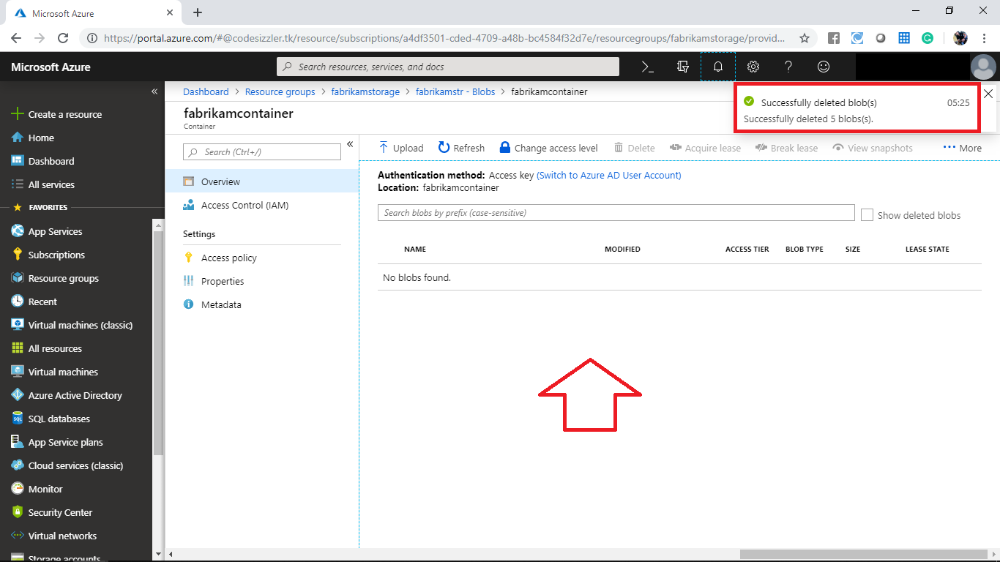 Microsoft Azure
https://portal.azure.com/#@codesizzler.tk/resource/subscriptions/a4df3501-cded-4709-a48b-bc4584f32d7e/resourcegroups/fabrikamstorage/provid...
Microsoft Azure
Search resources, services, and docs
Create a resource
Home
Dashboard
All services
FAVORITES
App Services
Subscriptions
Resource groups
Recent
Virtual machines (classic)
All resources
Virtual machines
Azure Active Directory
SQL databases
App Service plans
Cloud services (classic)
Monitor
Security Center
Virtual networks
Storage accounts
Dashboard > Resource groups > fabrikamstorage > fabrikamstr - Blobs > fabrikamcontainer
fabrikamcontainer
Container
Successfully deleted blob(s) 05:25
Successfully deleted 5 blobs(s).
Search (Ctrl+/)
Overview
Access Control (IAM)
Settings
Access policy
Properties
Metadata
Upload Refresh Change access level Delete Acquire lease Break lease View snapshots More
Authentication method: Access key (Switch to Azure AD User Account)
Location: fabrikamcontainer
Search blobs by prefix (case-sensitive)
Show deleted blobs
NAME MODIFIED ACCESS TIER BLOB TYPE SIZE LEASE STATE
No blobs found.